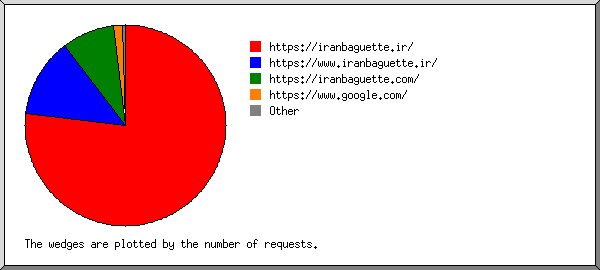 https://iranbaguette.ir/
https://www.iranbaguette.ir/
https://iranbaguette.com/
https://www.google.com/
Other
The wedges are plotted by the number of requests.